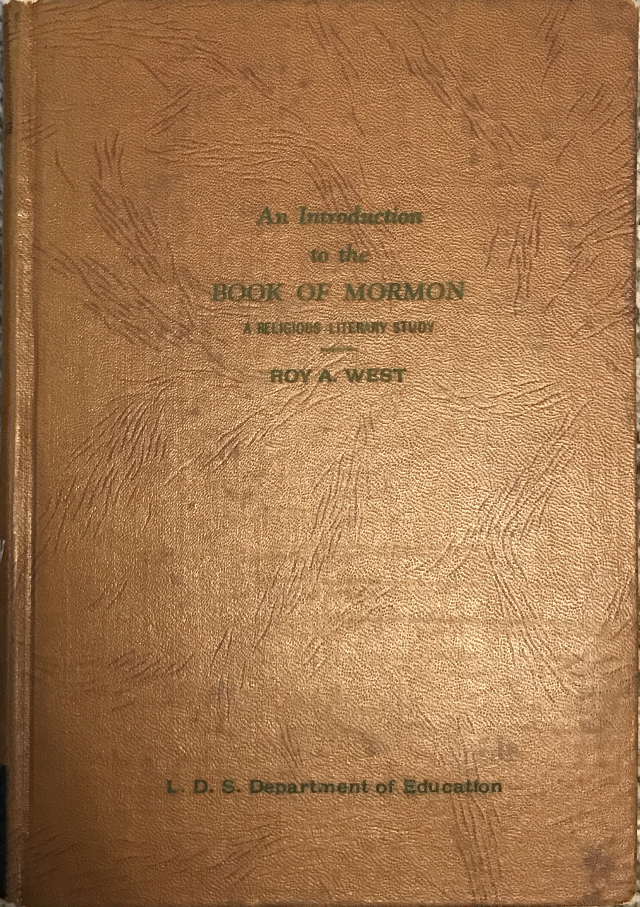 An Introduction
to the
BOOK OF MORMON
A RELIGIOUS LITERARY STUDY
ROY A. WEST
L. D. S. Department of Education